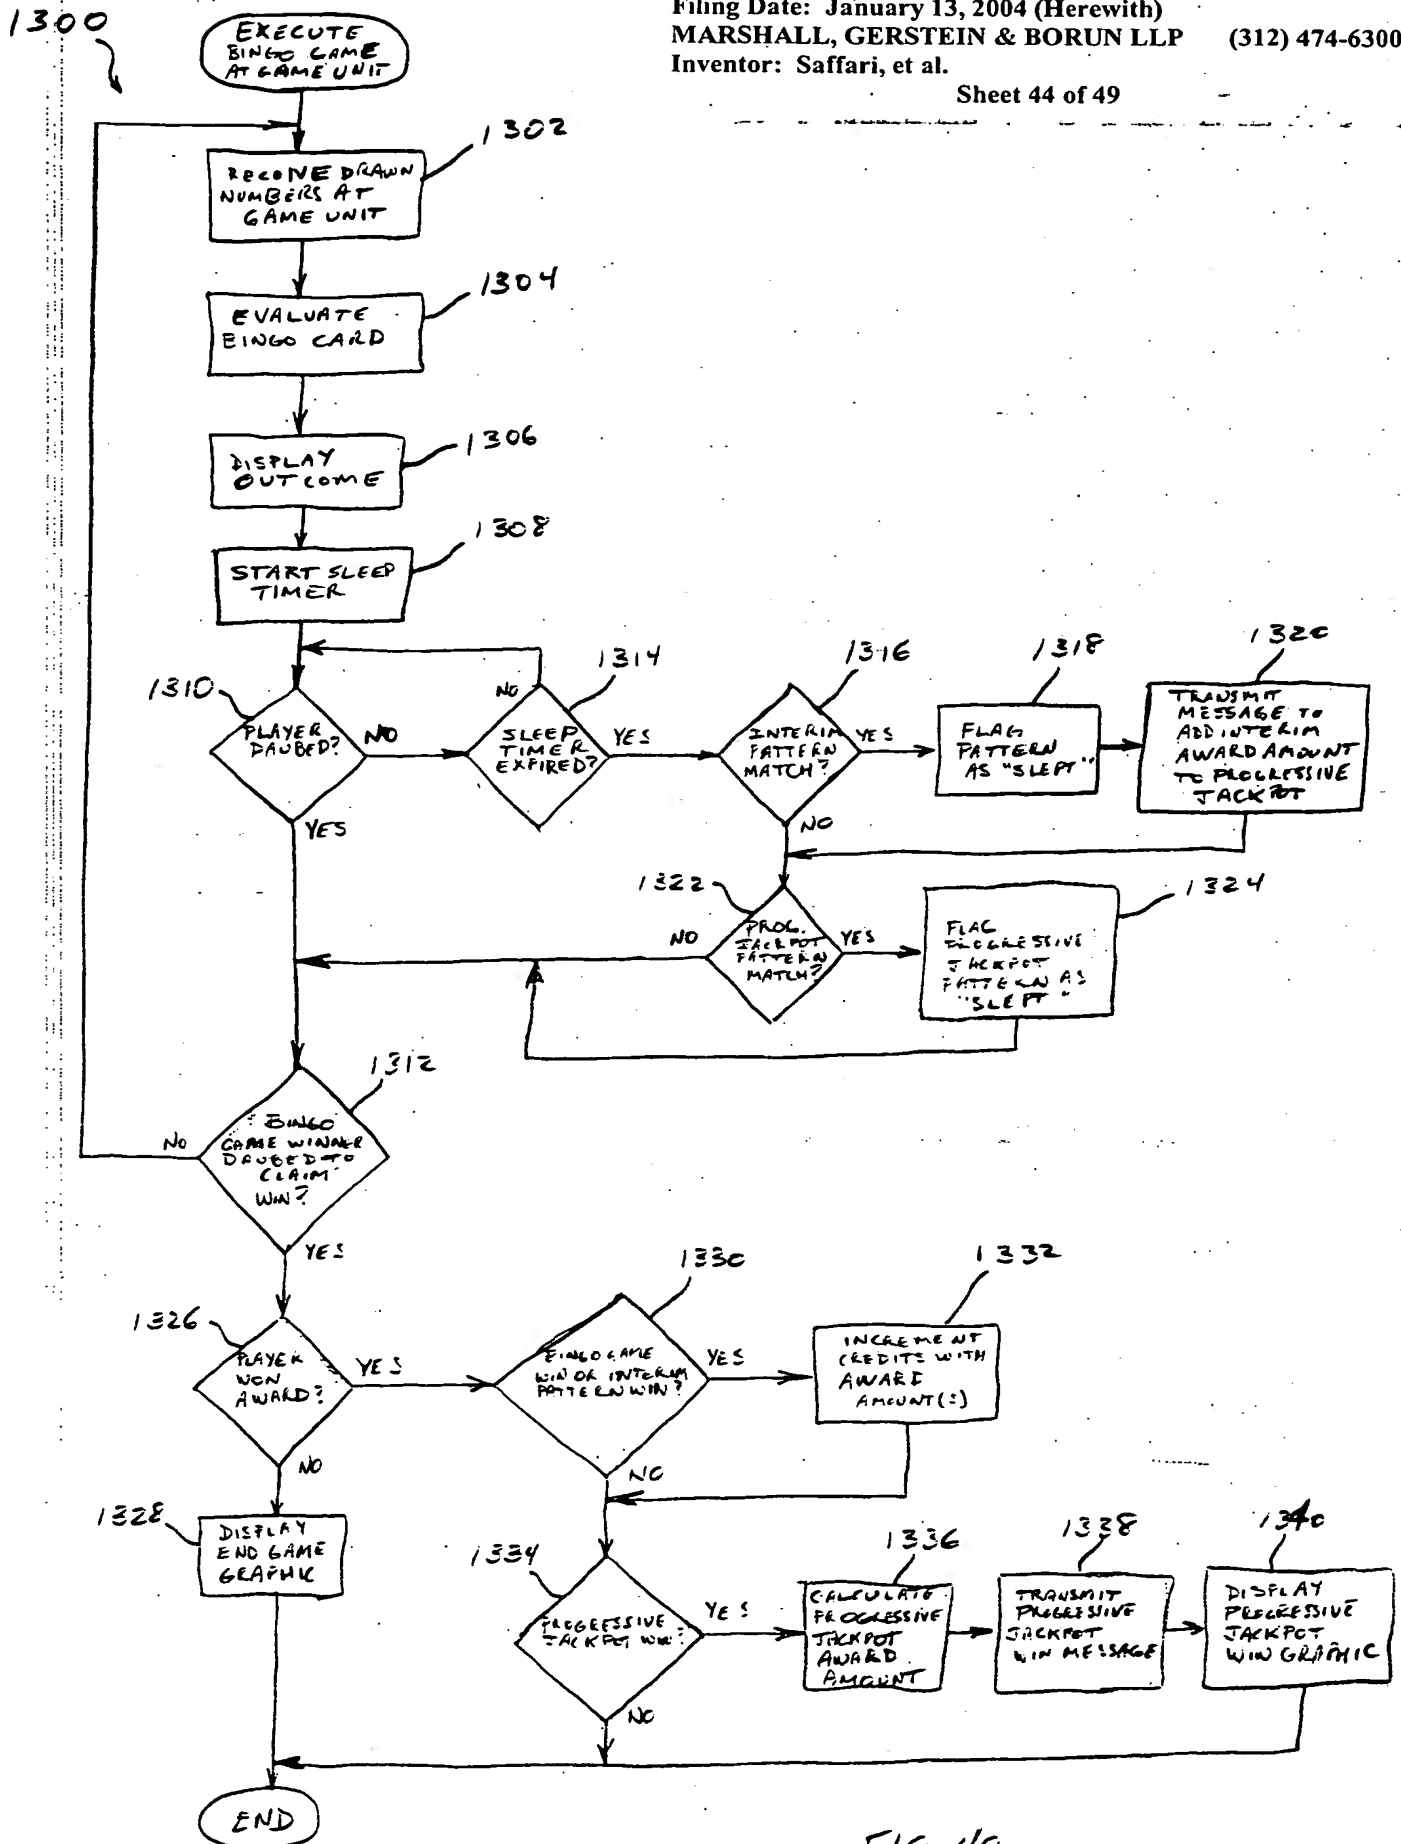 1300
EXECUTE
BINGO GAME
AT GAME UNIT
Filing Date: January 13, 2004 (Herewith)
MARSHALL, GERSTEIN & BORUN LLP (312) 474-6300
Inventor: Saffari, et al.
Sheet 44 of 49
1302
RECEIVE DRAWN
NUMBERS AT
GAME UNIT
1304
EVALUATE
BINGO CARD
1306
DISPLAY
OUTCOME
1308
START SLEEP
TIMER
1310
PLAYER
DAUBED?
NO
YES
1314
NO
SLEEP
TIMER
EXPIRED?
YES
1316
INTERIM
PATTERN
MATCH?
YES
NO
1318
FLAG
PATTERN
AS "SLEPT"
1320
TRANSMIT
MESSAGE TO
ADD INTERIM
AWARD AMOUNT
TO PROGRESSIVE
JACKPOT
1322
PROG.
JACKPOT
PATTERN
MATCH?
NO
YES
1324
FLAG
PROGRESSIVE
JACKPOT
PATTERN AS
"SLEPT"
1312
BINGO
GAME WINNER
DAUBED TO
CLAIM
WIN?
NO
YES
1326
PLAYER
WON
AWARD?
YES
NO
1328
DISPLAY
END GAME
GRAPHIC
1330
BINGO GAME
WIN OR INTERIM
PATTERN WIN?
YES
NO
1332
INCREMENT
CREDITS WITH
AWARD
AMOUNT(S)
1334
PROGRESSIVE
JACKPOT WIN?
YES
NO
1336
CALCULATE
PROGRESSIVE
JACKPOT
AWARD
AMOUNT
1338
TRANSMIT
PROGRESSIVE
JACKPOT
WIN MESSAGE
1340
DISPLAY
PROGRESSIVE
JACKPOT
WIN GRAPHIC
END